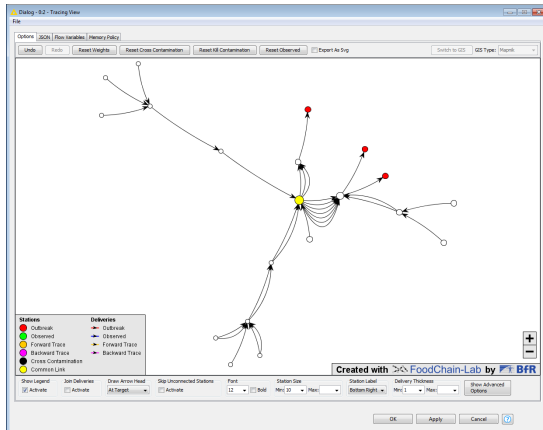 Dialog - 0:2 - Tracing View
File
Options JSON Flow Variables Memory Policy
Undo Redo Reset Weights Reset Cross Contamination Reset Kill Contamination Reset Observed Export As Svg Switch to GIS GIS Type: Mapnik
Stations Deliveries
Outbreak Outbreak
Observed Observed
Forward Trace Forward Trace
Backward Trace Backward Trace
Cross Contamination
Common Link
+
−
Created with FoodChain-Lab by BfR
Show Legend Join Deliveries Draw Arrow Head Skip Unconnected Stations Font Station Size Station Label Delivery Thickness
Activate Activate At Target Activate 12 Bold Min: 10 Max: Bottom Right Min: 1 Max: Show Advanced Options
OK Apply Cancel ?